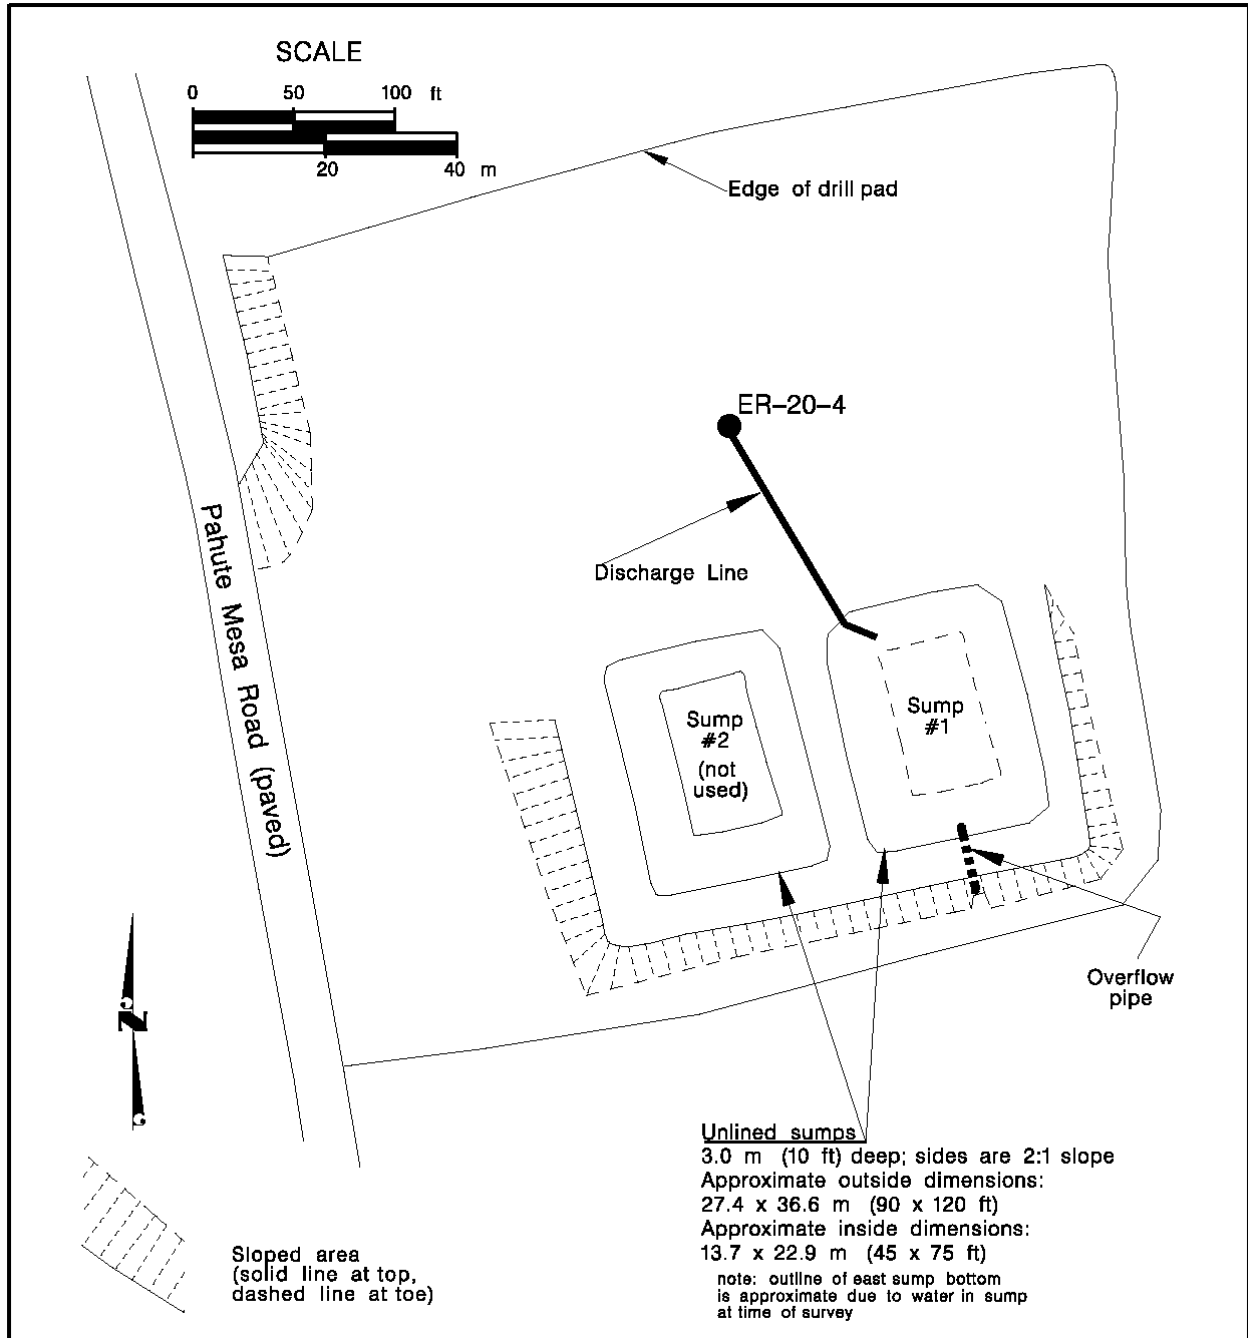 SCALE
0 50 100 ft
20 40 m
Edge of drill pad
ER-20-4
Discharge Line
Pahute Mesa Road (paved)
Sump
#2
(not
used)
Sump
#1
Overflow
pipe
N
Unlined sumps
3.0 m (10 ft) deep; sides are 2:1 slope
Approximate outside dimensions:
27.4 x 36.6 m (90 x 120 ft)
Approximate inside dimensions:
13.7 x 22.9 m (45 x 75 ft)
note: outline of east sump bottom
is approximate due to water in sump
at time of survey
Sloped area
(solid line at top,
dashed line at toe)